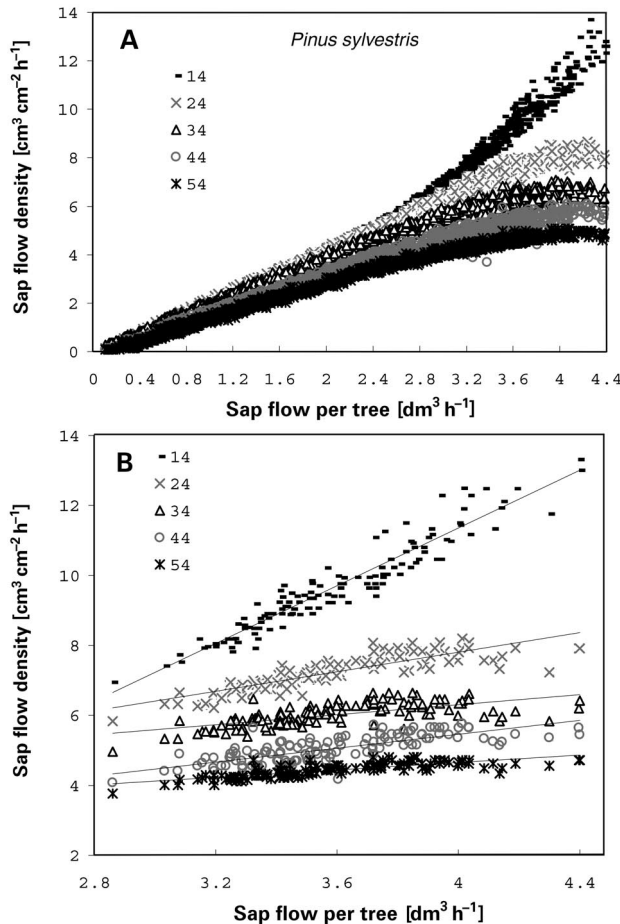 A
Pinus sylvestris
14
24
34
44
54
Sap flow density [cm³ cm⁻² h⁻¹]
14
12
10
8
6
4
2
0
0 0.4 0.8 1.2 1.6 2 2.4 2.8 3.2 3.6 4 4.4
Sap flow per tree [dm³ h⁻¹]
B
14
24
34
44
54
Sap flow density [cm³ cm⁻² h⁻¹]
14
12
10
8
6
4
2
2.8 3.2 3.6 4 4.4
Sap flow per tree [dm³ h⁻¹]